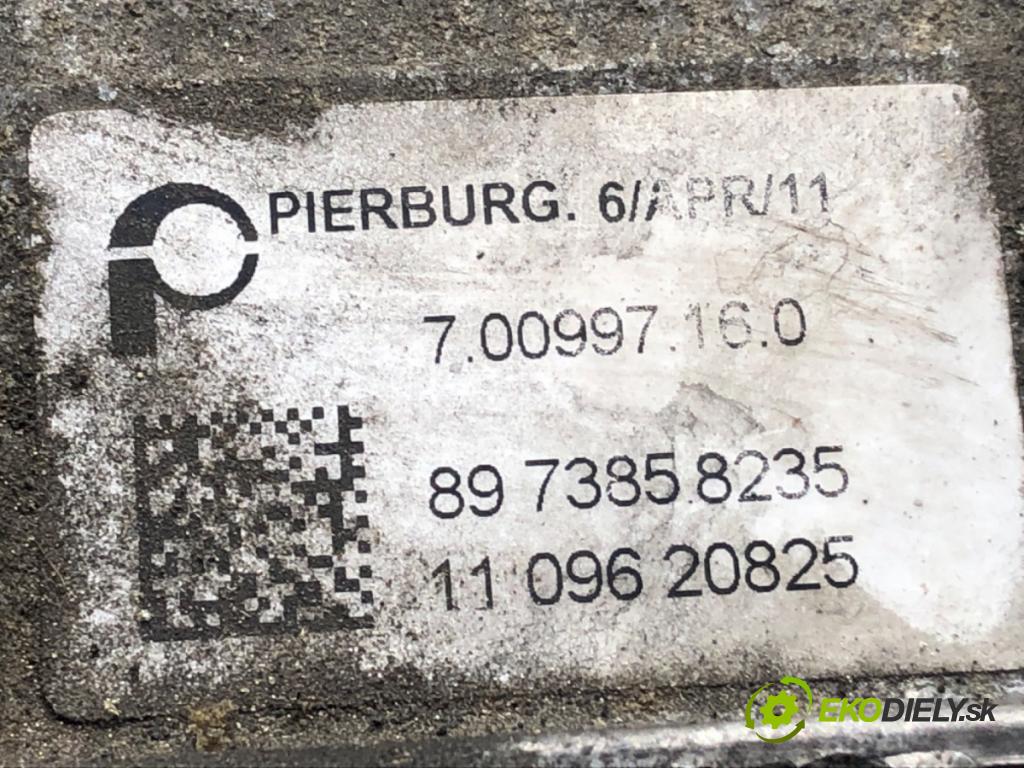 PIERBURG. 6/APR/11
7.00997.16.0
89 7385 8235
11 096 20825
EKODIELY.sk